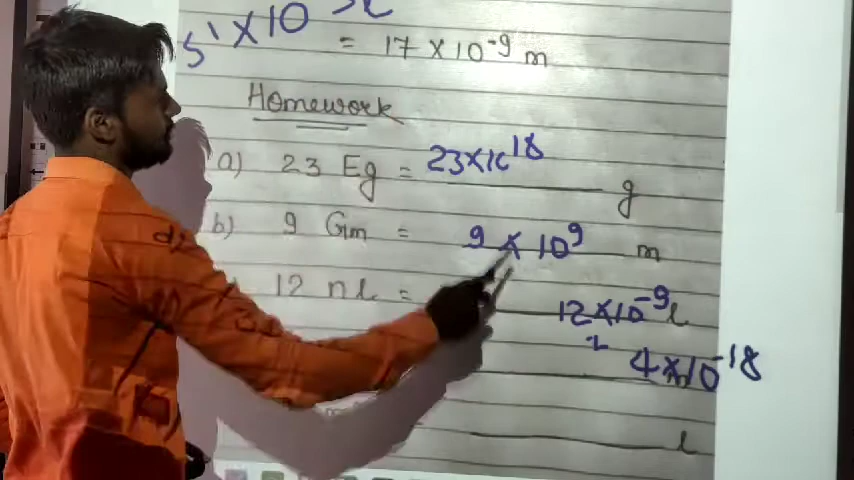 5' × 10
= 17 × 10⁻⁹ m
Homework
a) 23 Eg = 23×10¹⁸ g
b) 9 Gm = 9 × 10⁹ m
12 nl = 12×10⁻⁹ l
d)
4×10⁻¹⁸
l